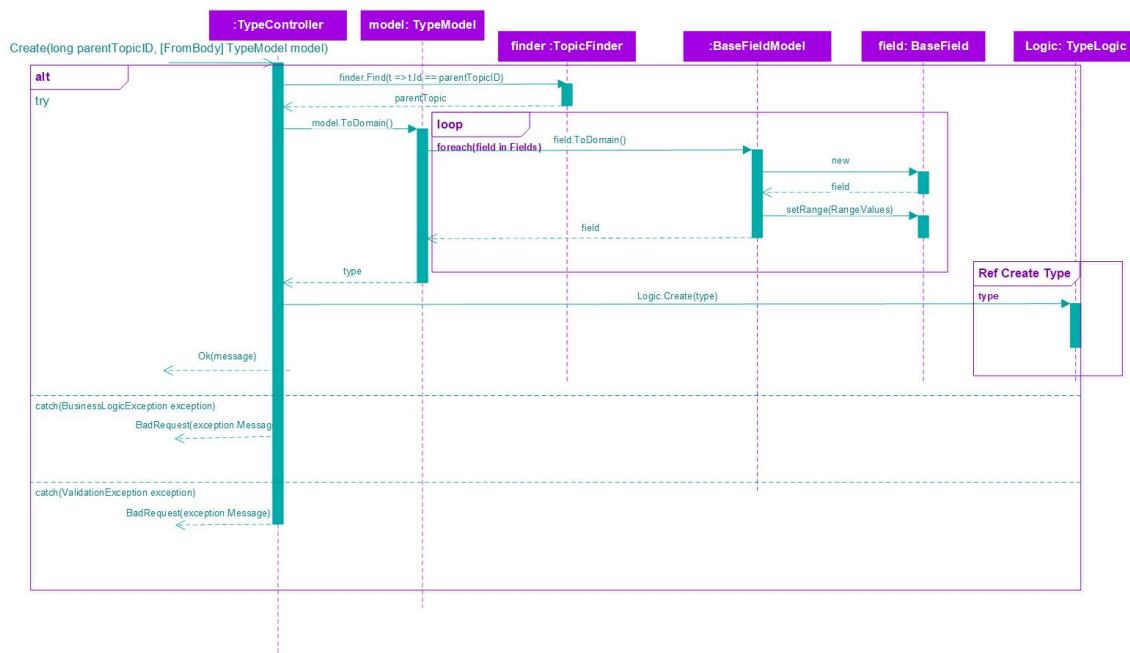 :TypeController
model: TypeModel
finder :TopicFinder
:BaseFieldModel
field: BaseField
Logic: TypeLogic
Create(long parentTopicID, [FromBody] TypeModel model)
alt
try
finder.Find(t => t.Id == parentTopicID)
parentTopic
model.ToDomain()
loop
foreach(field in Fields)
field.ToDomain()
new
field
setRange(RangeValues)
field
type
Ref Create Type
type
Logic.Create(type)
Ok(message)
catch(BusinessLogicException exception)
BadRequest(exception.Message
catch(ValidationException exception)
BadRequest(exception.Message)